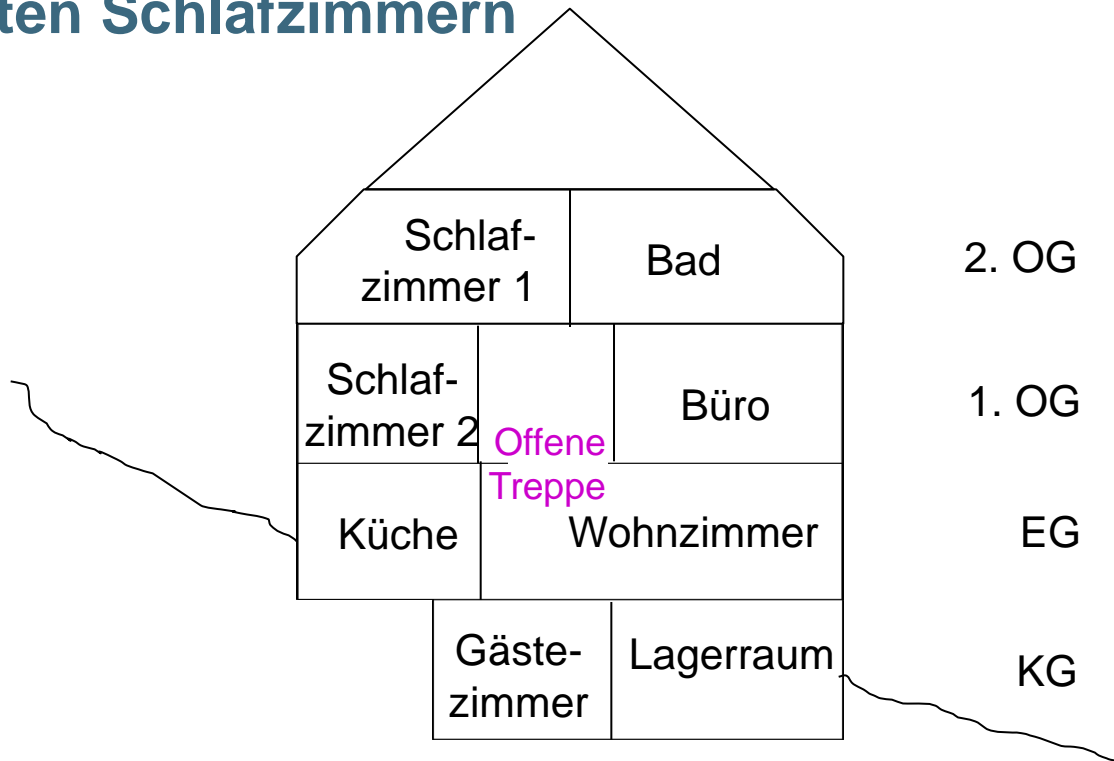 ten Schlafzimmern
Schlaf-
zimmer 1
Bad
2. OG
Schlaf-
zimmer 2
Offene
Treppe
Büro
1. OG
Küche
Wohnzimmer
EG
Gäste-
zimmer
Lagerraum
KG